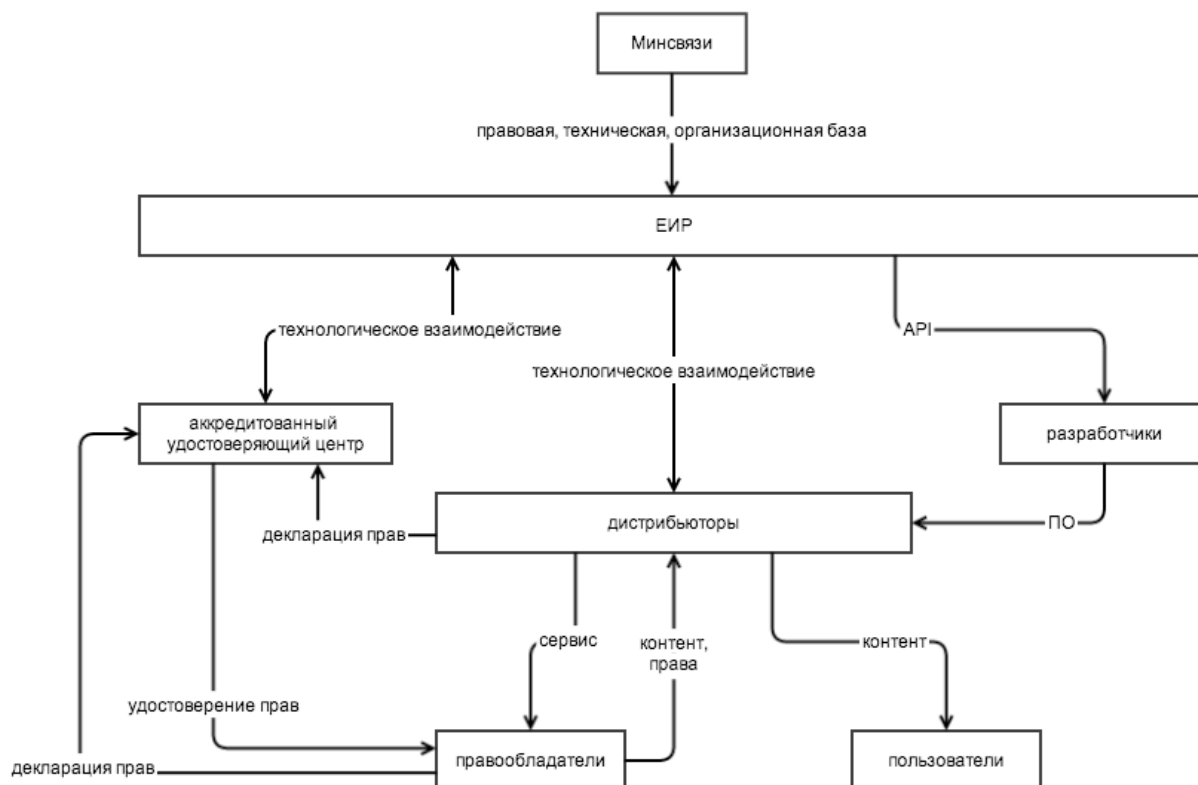 Минсвязи
правовая, техническая, организационная база
ЕИР
технологическое взаимодействие
API
технологическое взаимодействие
аккредитованный
удостоверяющий центр
разработчики
дистрибьюторы
ПО
декларация прав
сервис
контент,
права
контент
удостоверение прав
правообладатели
пользователи
декларация прав